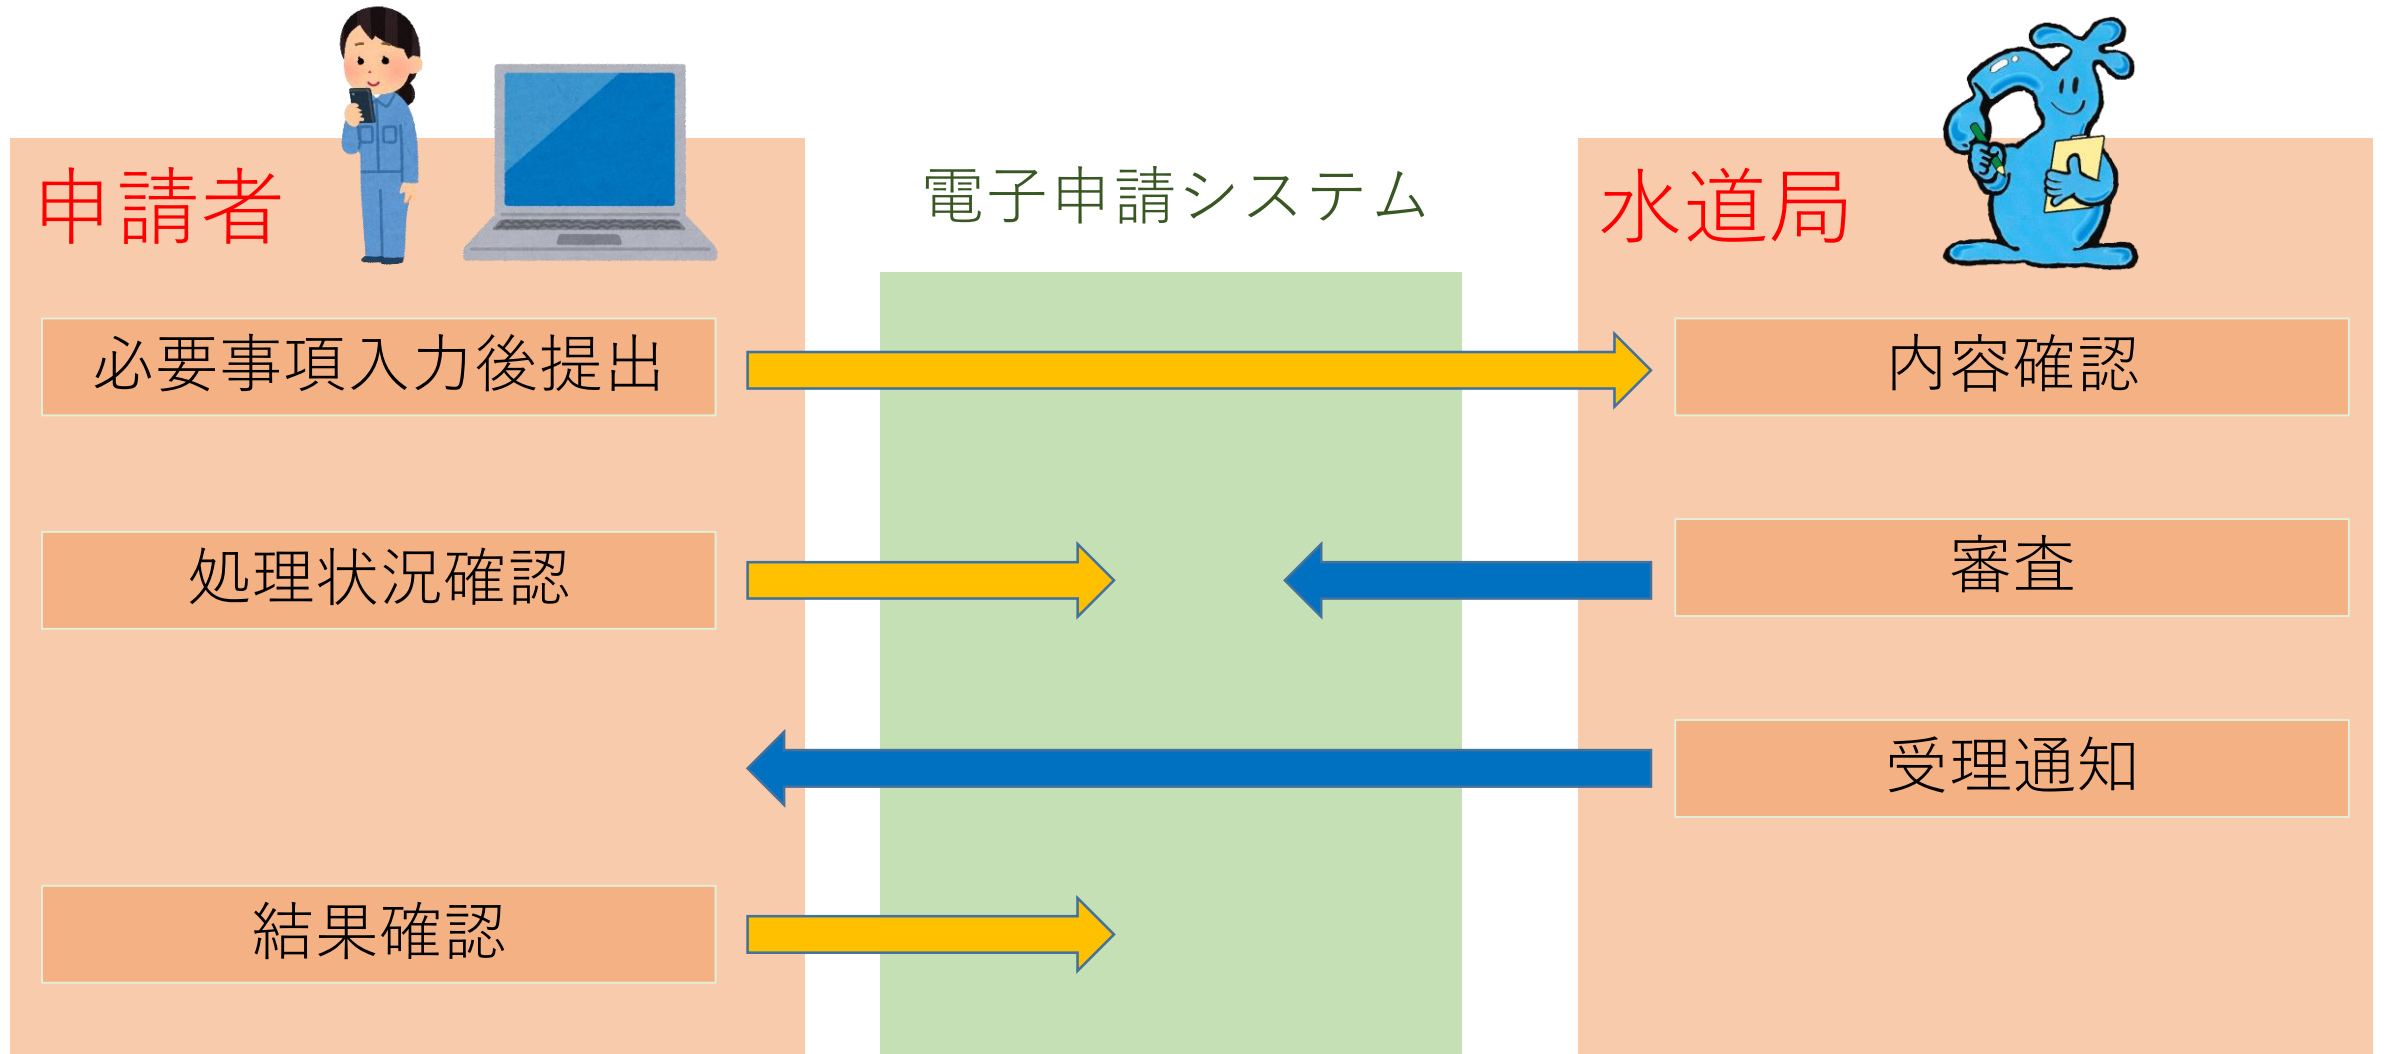 申請者
電子申請システム
水道局
必要事項入力後提出
内容確認
処理状況確認
審査
受理通知
結果確認